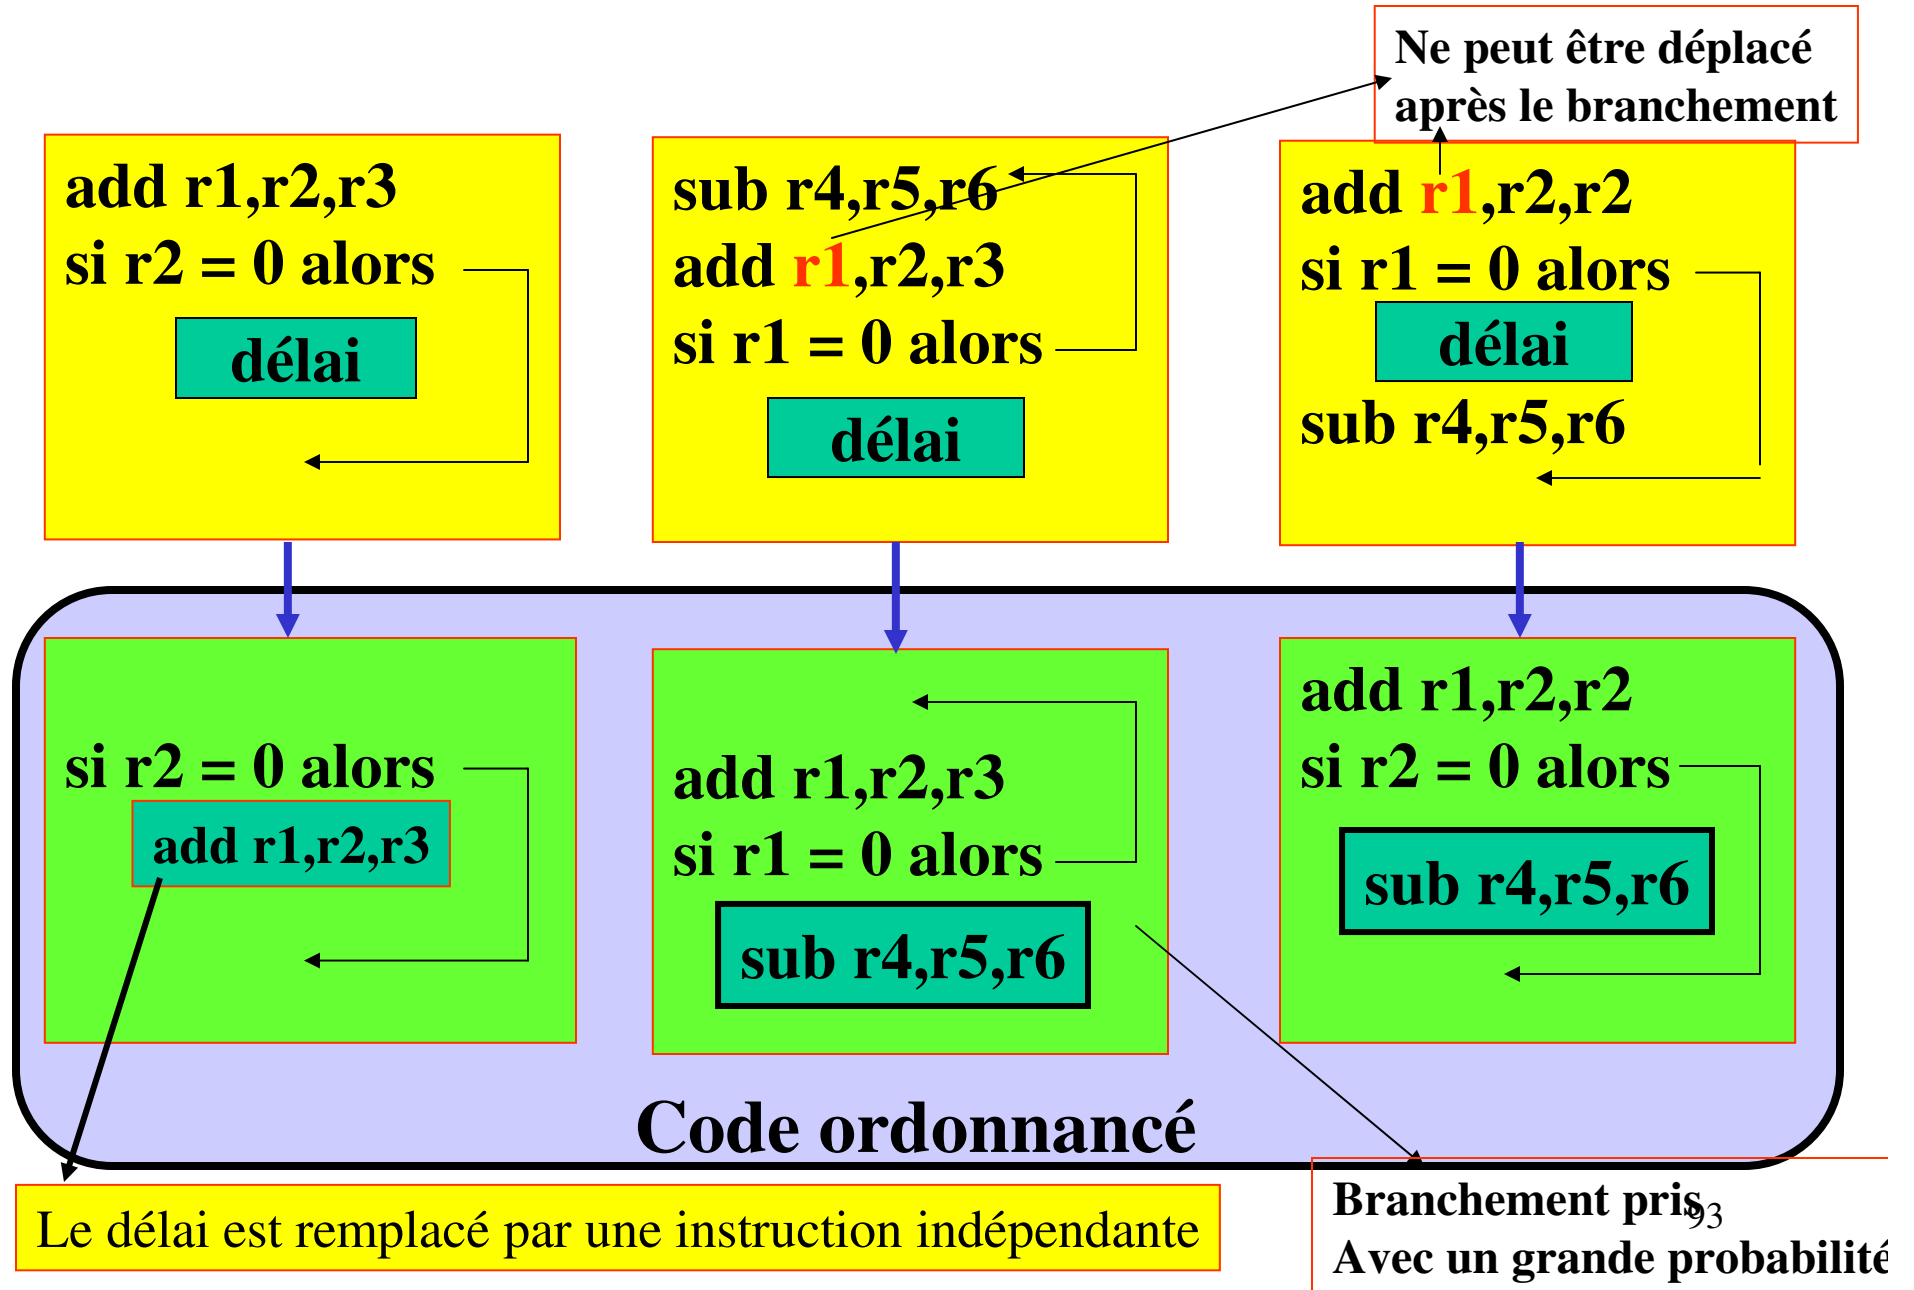 Ne peut être déplacé
après le branchement
add r1,r2,r3
si r2 = 0 alors
délai
sub r4,r5,r6
add r1,r2,r3
si r1 = 0 alors
délai
add r1,r2,r2
si r1 = 0 alors
délai
sub r4,r5,r6
si r2 = 0 alors
add r1,r2,r3
add r1,r2,r3
si r1 = 0 alors
sub r4,r5,r6
add r1,r2,r2
si r2 = 0 alors
sub r4,r5,r6
Code ordonnancé
Le délai est remplacé par une instruction indépendante
Branchement pris
93
Avec un grande probabilité